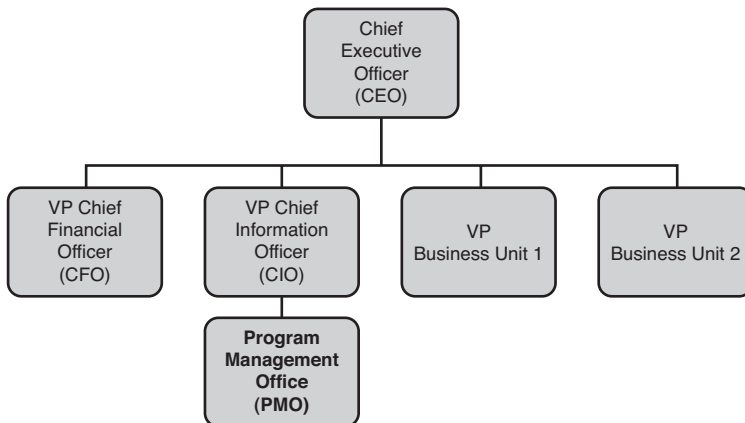 Chief
Executive
Officer
(CEO)
VP Chief
Financial
Officer
(CFO)
VP Chief
Information
Officer
(CIO)
VP
Business Unit 1
VP
Business Unit 2
Program
Management
Office
(PMO)